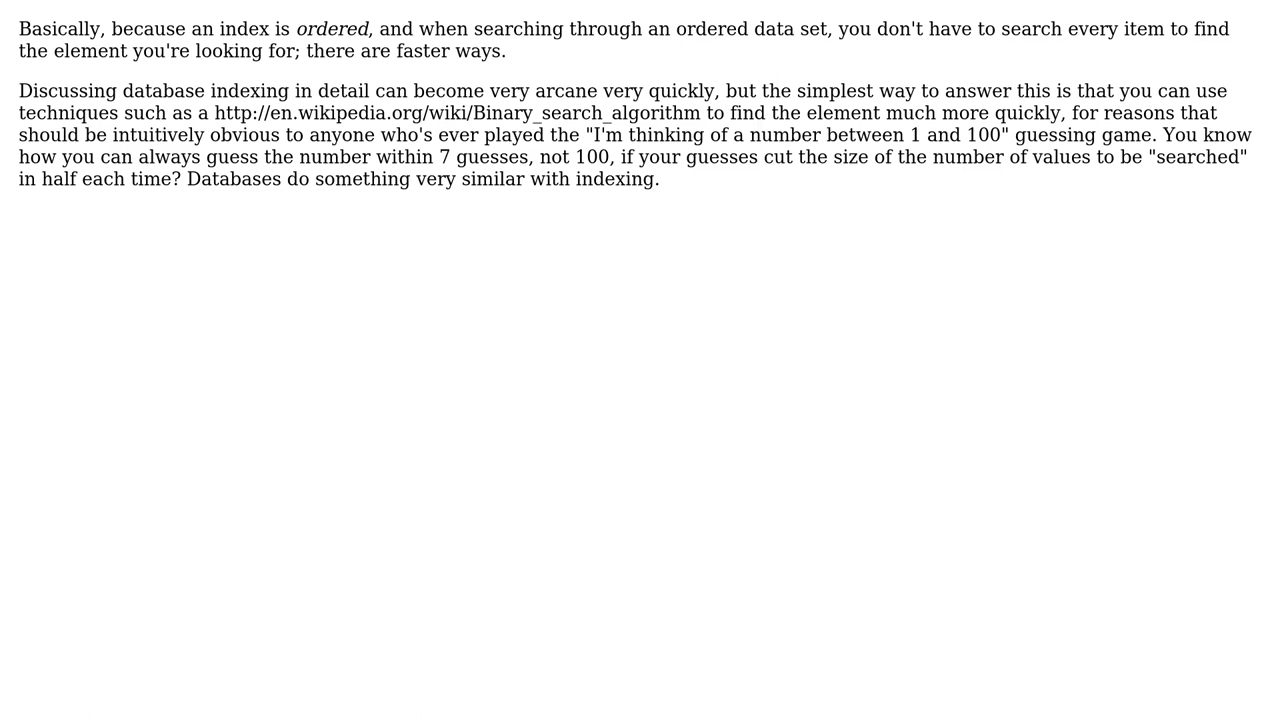 Basically, because an index is ordered, and when searching through an ordered data set, you don't have to search every item to find
the element you're looking for; there are faster ways.
Discussing database indexing in detail can become very arcane very quickly, but the simplest way to answer this is that you can use
techniques such as a http://en.wikipedia.org/wiki/Binary_search_algorithm to find the element much more quickly, for reasons that
should be intuitively obvious to anyone who's ever played the "I'm thinking of a number between 1 and 100" guessing game. You know
how you can always guess the number within 7 guesses, not 100, if your guesses cut the size of the number of values to be "searched"
in half each time? Databases do something very similar with indexing.